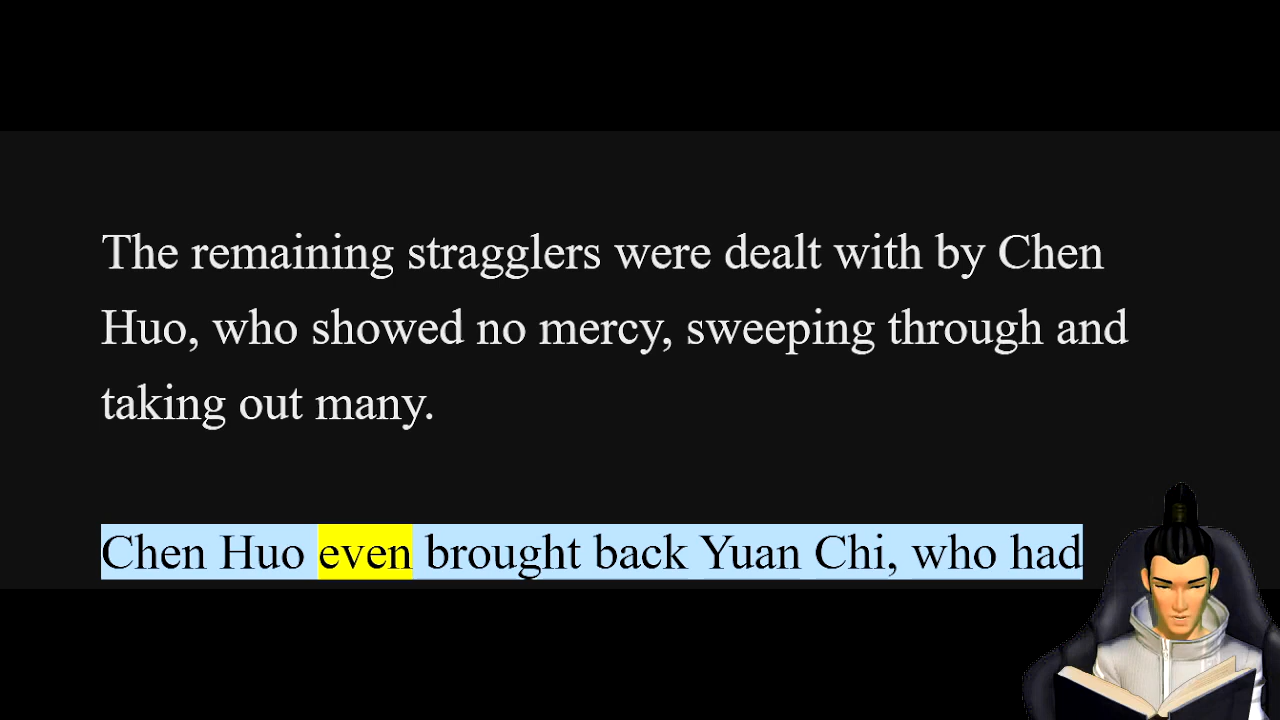 The remaining stragglers were dealt with by Chen
Huo, who showed no mercy, sweeping through and
taking out many.
Chen Huo even brought back Yuan Chi, who had